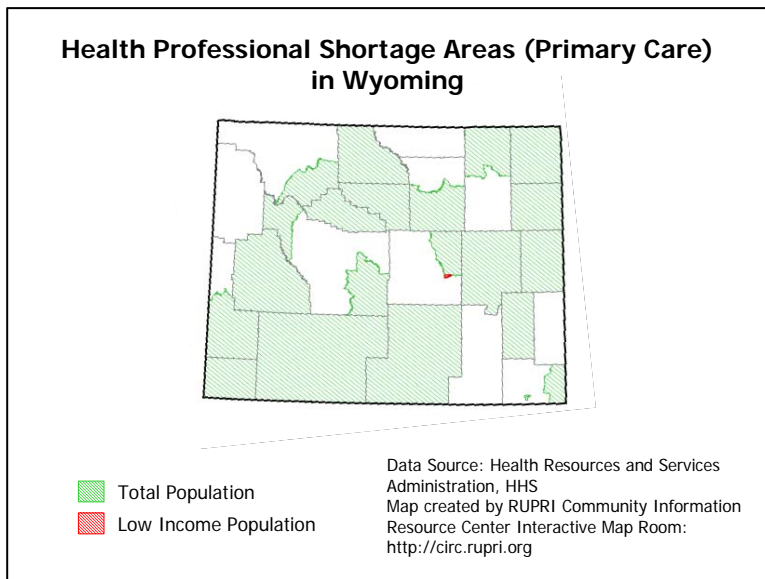 Health Professional Shortage Areas (Primary Care)
in Wyoming
Total Population
Low Income Population
Data Source: Health Resources and Services
Administration, HHS
Map created by RUPRI Community Information
Resource Center Interactive Map Room:
http://circ.rupri.org